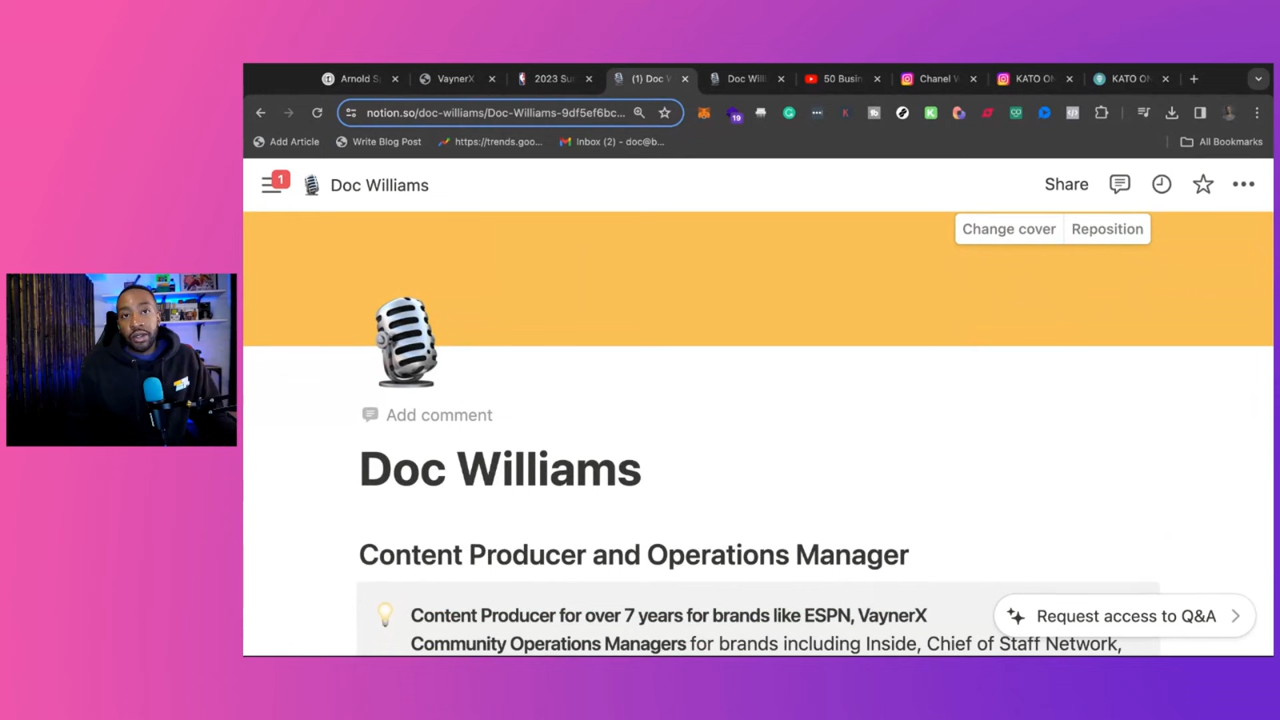 Arnold S
VaynerX
2023 Su
(1) Doc W
Doc Willi
50 Busin
Chanel
KATO ON
KATO ON
notion.so/doc-williams/Doc-Williams-9df5ef6bc...
19
Add Article
Write Blog Post
https://trends.goo...
Inbox (2) - doc@b...
All Bookmarks
1
Doc Williams
Share
Change cover
Reposition
Add comment
Doc Williams
Content Producer and Operations Manager
Content Producer for over 7 years for brands like ESPN, VaynerX
Request access to Q&A
Community Operations Managers for brands including Inside, Chief of Staff Network,